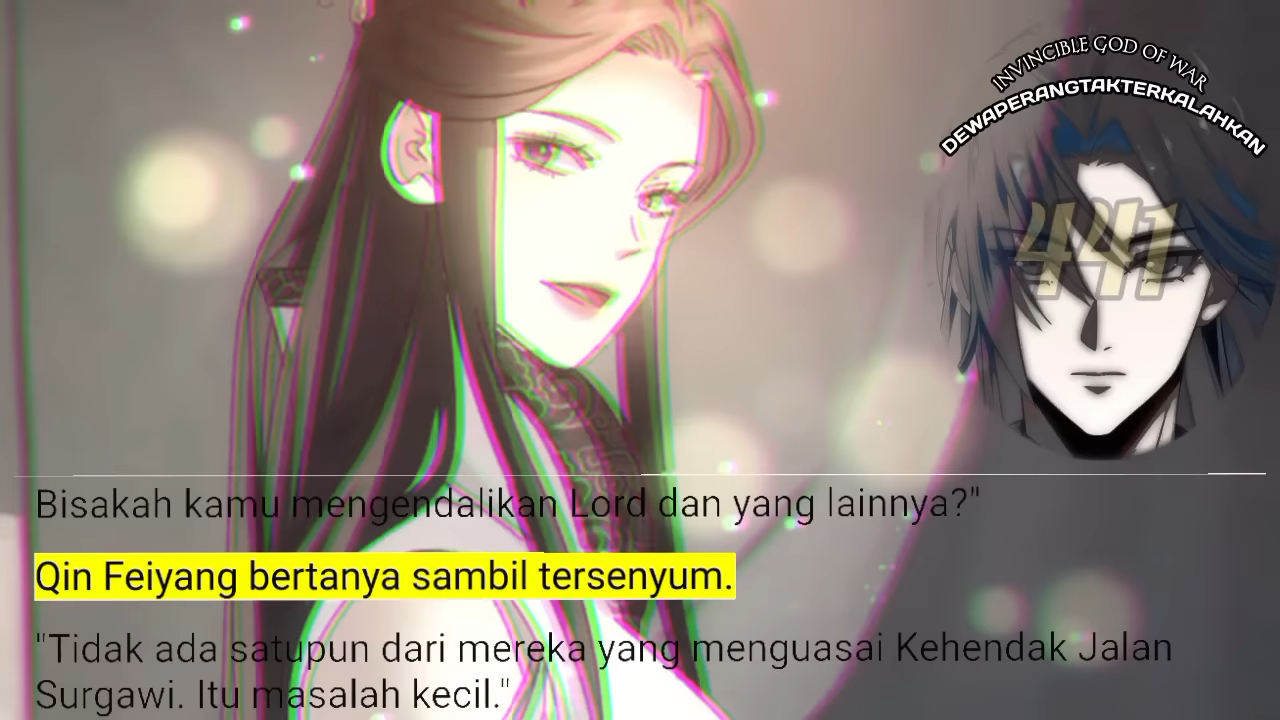 INVINCIBLE GOD OF WAR
DEWAPERANGTAKTERKALAHKAN
441
Bisakah kamu mengendalikan Lord dan yang lainnya?"
Qin Feiyang bertanya sambil tersenyum.
"Tidak ada satupun dari mereka yang menguasai Kehendak Jalan
Surgawi. Itu masalah kecil."